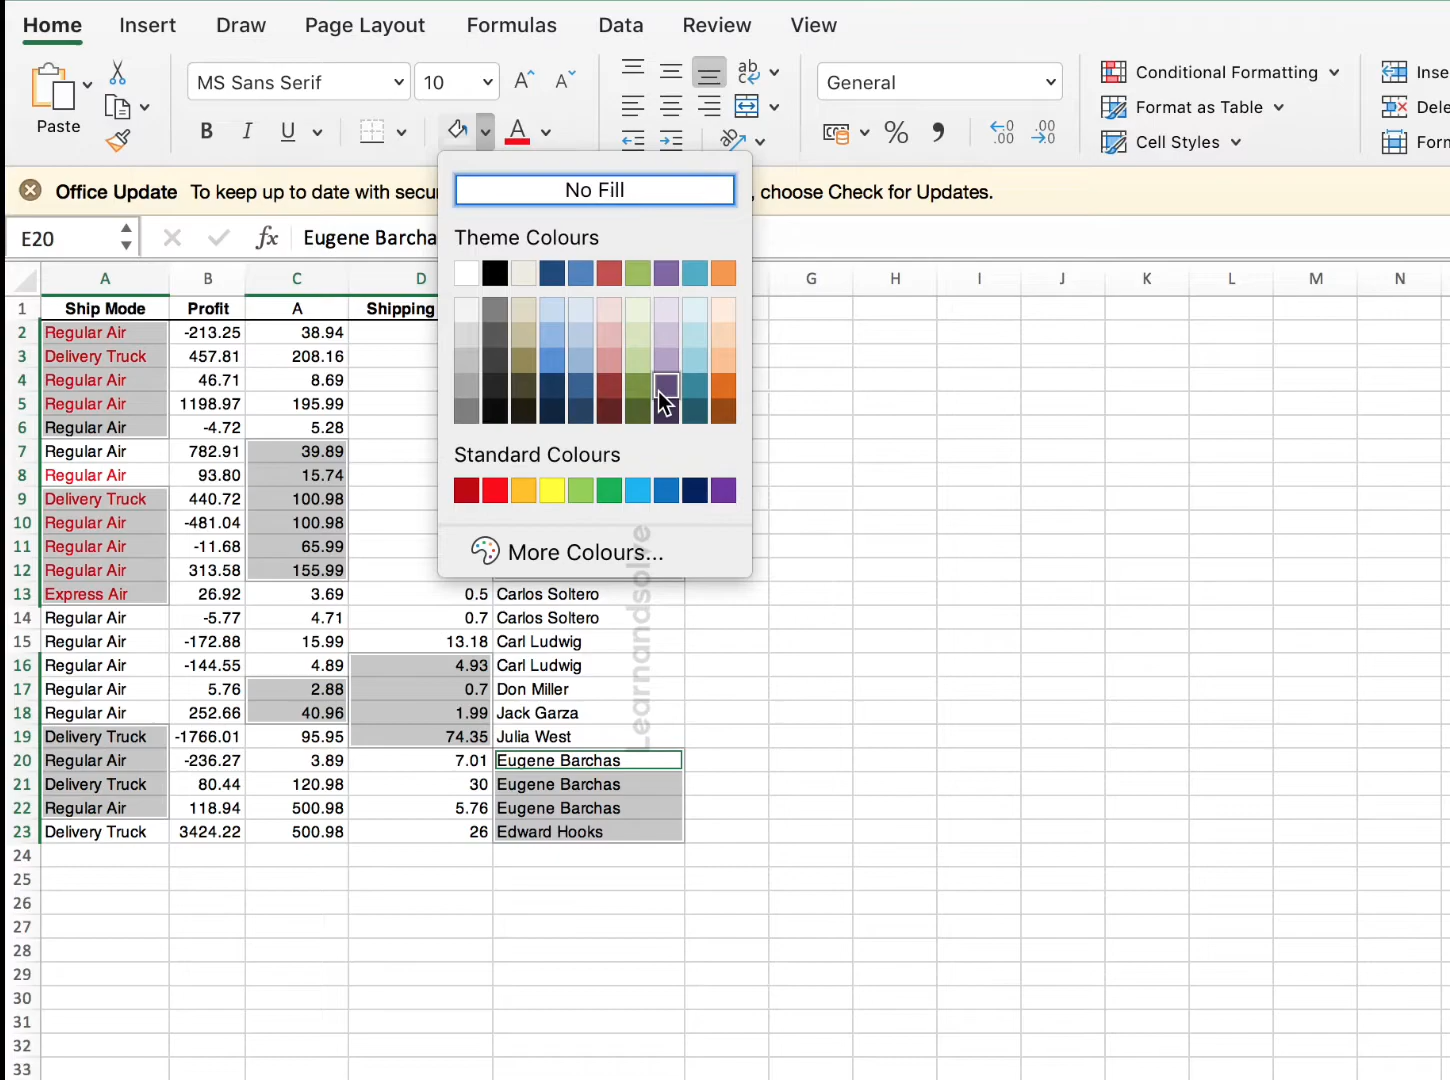 Home Insert Draw Page Layout Formulas Data Review View
MS Sans Serif 10 General Conditional Formatting
Format as Table
Paste B I U A % Cell Styles
Office Update To keep up to date with , choose Check for Updates.
No Fill
E20 fx Eugene Barcha
Theme Colours
Standard Colours
More Colours...
A B C D G H I J K L M N
1 Ship Mode Profit A Shipping
2 Regular Air -213.25 38.94
3 Delivery Truck 457.81 208.16
4 Regular Air 46.71 8.69
5 Regular Air 1198.97 195.99
6 Regular Air -4.72 5.28
7 Regular Air 782.91 39.89
8 Regular Air 93.80 15.74
9 Delivery Truck 440.72 100.98
10 Regular Air -481.04 100.98
11 Regular Air -11.68 65.99
12 Regular Air 313.58 155.99
13 Express Air 26.92 3.69 0.5 Carlos Soltero
14 Regular Air -5.77 4.71 0.7 Carlos Soltero
15 Regular Air -172.88 15.99 13.18 Carl Ludwig
16 Regular Air -144.55 4.89 4.93 Carl Ludwig
17 Regular Air 5.76 2.88 0.7 Don Miller
18 Regular Air 252.66 40.96 1.99 Jack Garza
19 Delivery Truck -1766.01 95.95 74.35 Julia West
20 Regular Air -236.27 3.89 7.01 Eugene Barchas
21 Delivery Truck 80.44 120.98 30 Eugene Barchas
22 Regular Air 118.94 500.98 5.76 Eugene Barchas
23 Delivery Truck 3424.22 500.98 26 Edward Hooks
24
25
26
27
28
29
30
31
32
33
Learnandsolve